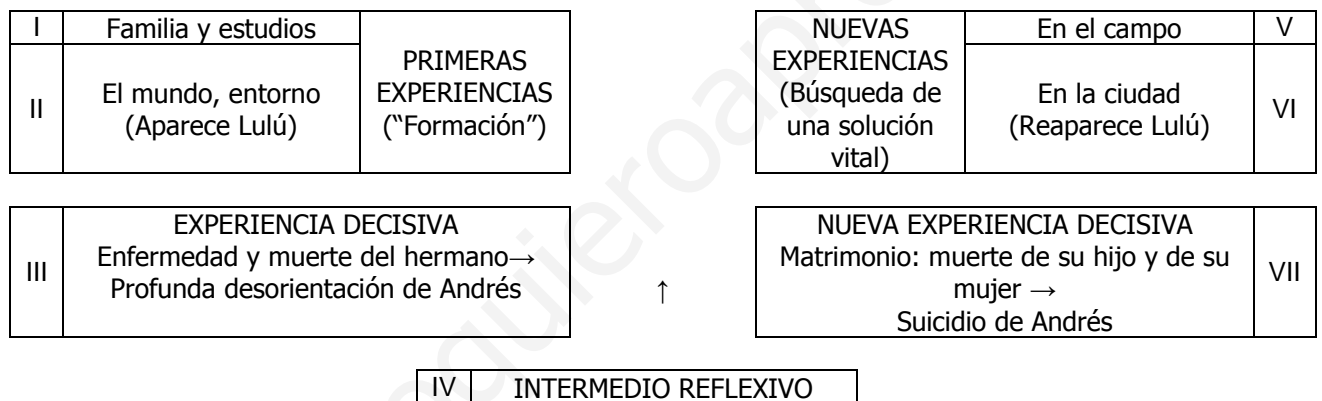 I
Familia y estudios
II
El mundo, entorno
(Aparece Lulú)
PRIMERAS
EXPERIENCIAS
("Formación")
NUEVAS
EXPERIENCIAS
(Búsqueda de
una solución
vital)
En el campo
V
En la ciudad
(Reaparece Lulú)
VI
III
EXPERIENCIA DECISIVA
Enfermedad y muerte del hermano→
Profunda desorientación de Andrés
↑
NUEVA EXPERIENCIA DECISIVA
Matrimonio: muerte de su hijo y de su
mujer →
Suicidio de Andrés
VII
IV
INTERMEDIO REFLEXIVO